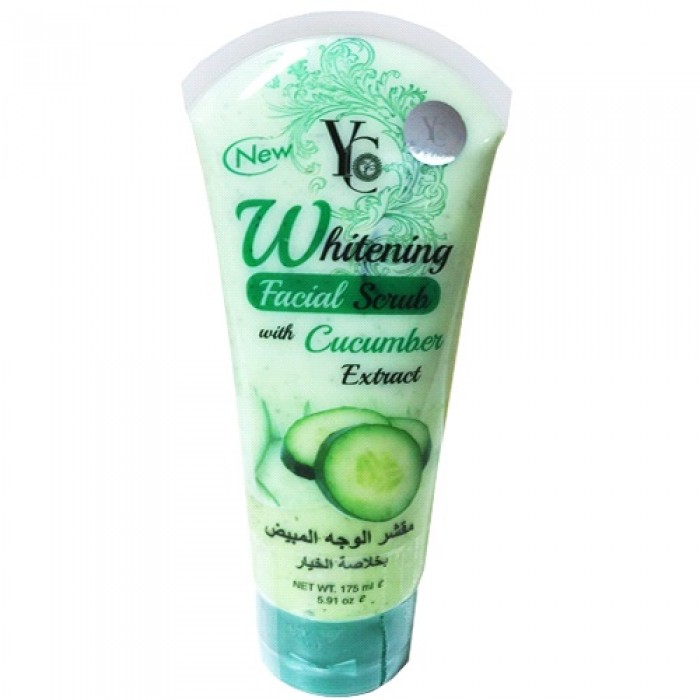 New
YC
YC
Whitening
Facial Scrub
with Cucumber
Extract
مقشر الوجه المبيض
بخلاصة الخيار
NET WT. 175 ml e
5.91 oz e